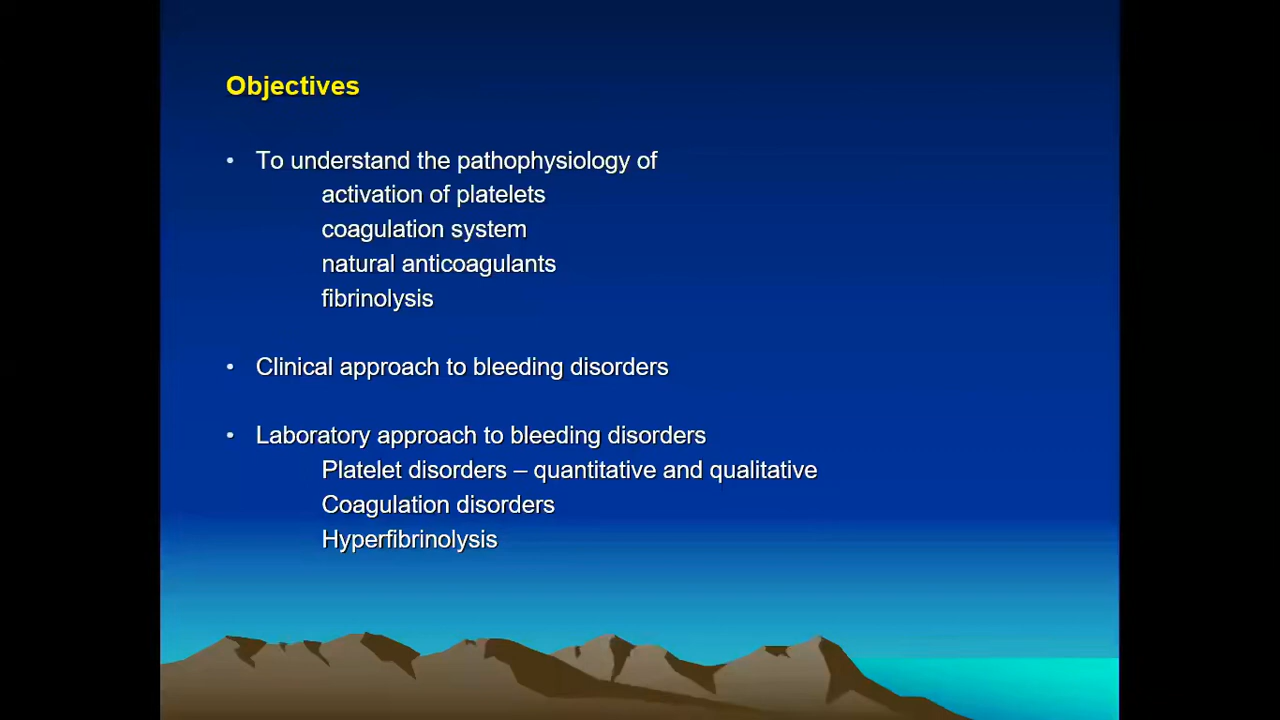 Objectives
• To understand the pathophysiology of
activation of platelets
coagulation system
natural anticoagulants
fibrinolysis
• Clinical approach to bleeding disorders
• Laboratory approach to bleeding disorders
Platelet disorders – quantitative and qualitative
Coagulation disorders
Hyperfibrinolysis